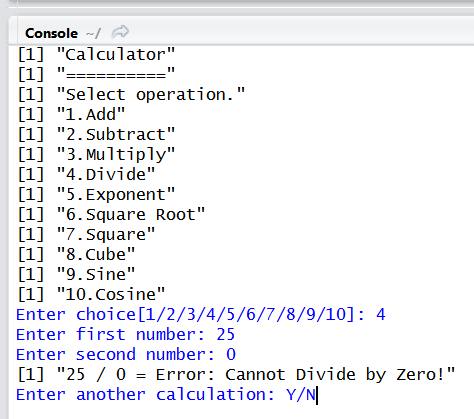 Console ~/
[1] "Calculator"
[1] "=========="
[1] "Select operation."
[1] "1.Add"
[1] "2.Subtract"
[1] "3.Multiply"
[1] "4.Divide"
[1] "5.Exponent"
[1] "6.Square Root"
[1] "7.Square"
[1] "8.Cube"
[1] "9.Sine"
[1] "10.Cosine"
Enter choice[1/2/3/4/5/6/7/8/9/10]: 4
Enter first number: 25
Enter second number: 0
[1] "25 / 0 = Error: Cannot Divide by Zero!"
Enter another calculation: Y/N